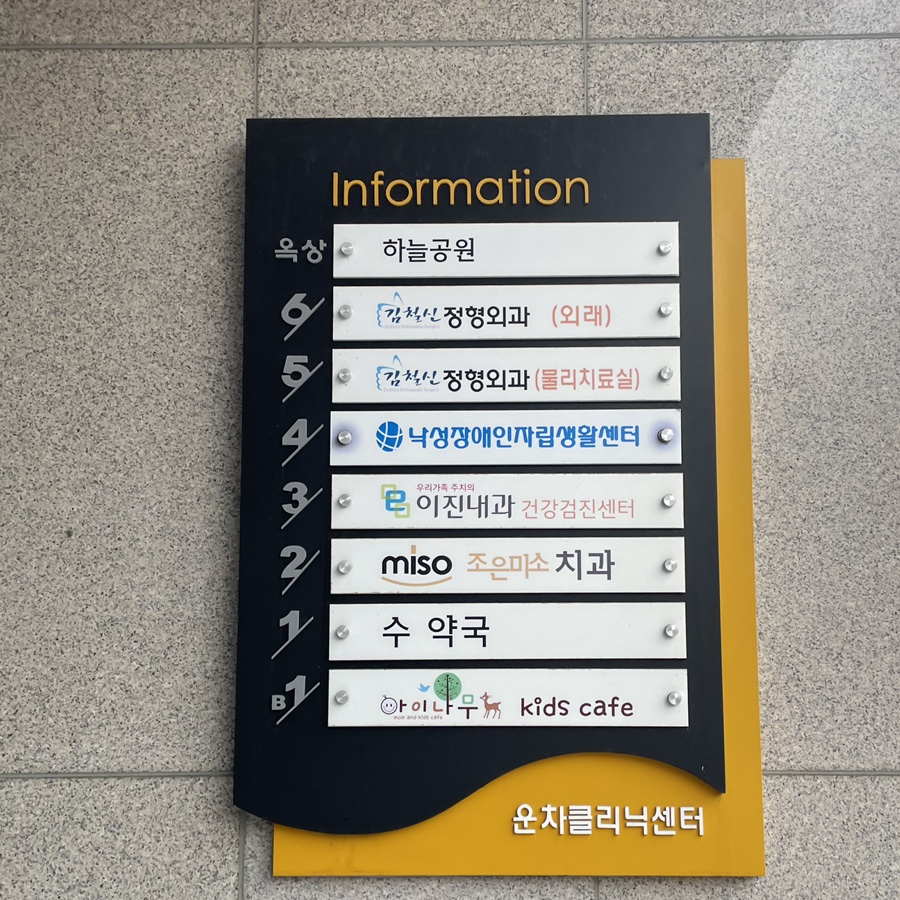 Information
옥상 하늘공원
6 김철신 정형외과 (외래)
5 김철신 정형외과 (물리치료실)
4 낙성장애인자립생활센터
우리가족 주치의
3 이진내과 건강검진센터
2 miso 조은미소 치과
1 수 약국
B1 아이나무 kids cafe
mom and kids cafe
운차클리닉센터